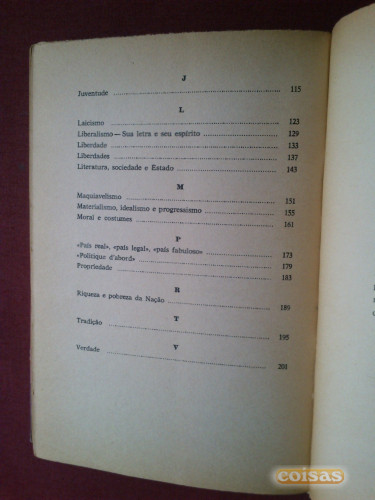 J
Juventude 115
L
Laicismo 123
Liberalismo — Sua letra e seu espírito 129
Liberdade 133
Liberdades 137
Literatura, sociedade e Estado 143
M
Maquiavelismo 151
Materialismo, idealismo e progressismo 155
Moral e costumes 161
P
«País real», «país legal», «país fabuloso» 173
«Politique d'abord» 179
Propriedade 183
R
Riqueza e pobreza da Nação 189
T
Tradição 195
V
Verdade 201
coisas